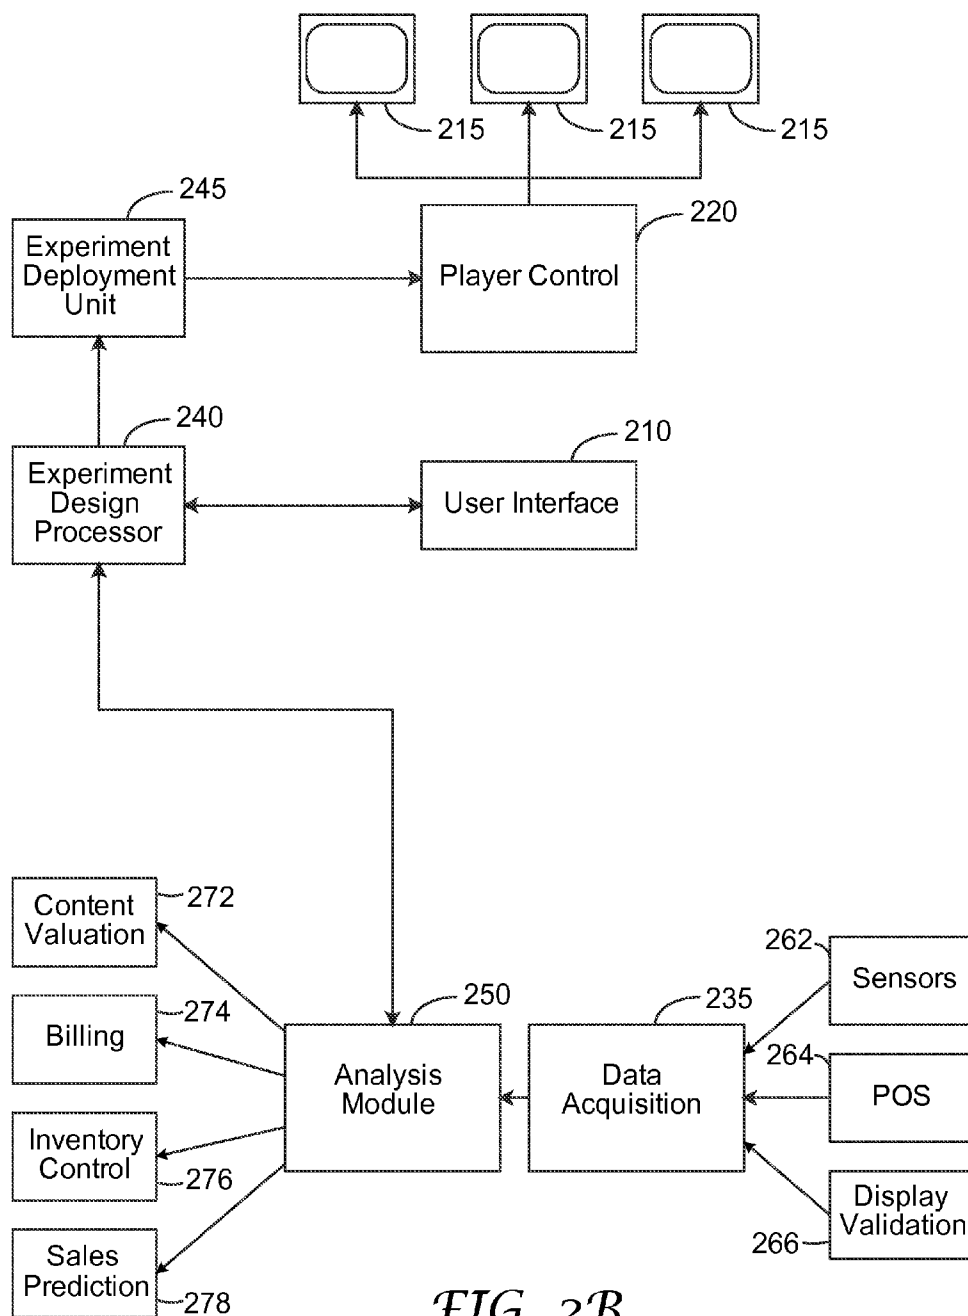 215
215
215
245
220
Experiment
Deployment
Unit
Player Control
240
210
Experiment
Design
Processor
User Interface
272
Content
Valuation
262
Sensors
274
Billing
250
235
264
Analysis
Module
Data
Acquisition
POS
Inventory
Control
276
Display
Validation
266
Sales
Prediction
278
FIG. 2B